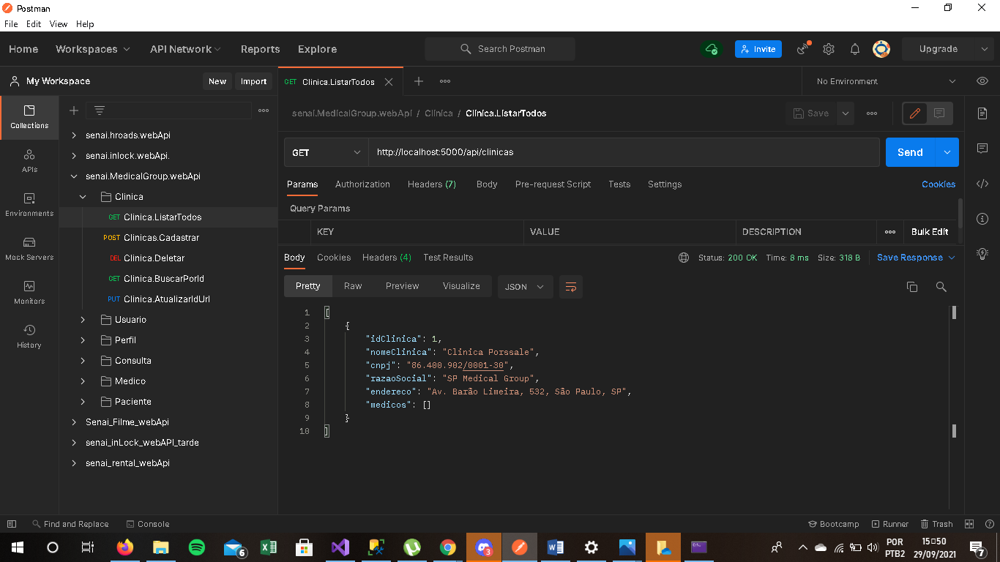 Postman
File Edit View Help
Home Workspaces API Network Reports Explore Search Postman Invite Upgrade
My Workspace New Import GET Clinica.ListarTodos No Environment
senai.MedicalGroup.webApi / Clinica / Clinica.ListarTodos Save
Collections
APIs
Environments
Mock Servers
Monitors
History
senai.hroads.webApi
senai.inlock.webApi.
senai.MedicalGroup.webApi
Clinica
GET Clinica.ListarTodos
POST Clinicas.Cadastrar
DEL Clinica.Deletar
GET Clinica.BuscarPorId
PUT Clinica.AtualizarIdUrl
Usuario
Perfil
Consulta
Medico
Paciente
Senai_Filme_webApi
senai_inLock_webAPI_tarde
senai_rental_webApi
GET http://localhost:5000/api/clinicas Send
Params Authorization Headers (7) Body Pre-request Script Tests Settings Cookies
Query Params
KEY VALUE DESCRIPTION Bulk Edit
Body Cookies Headers (4) Test Results Status: 200 OK Time: 8 ms Size: 318 B Save Response
Pretty Raw Preview Visualize JSON
1 [
2 {
3 "idClinica": 1,
4 "nomeClinica": "Clinica Porssale",
5 "cnpj": "86.400.902/0001-30",
6 "razaoSocial": "SP Medical Group",
7 "endereco": "Av. Barão Limeira, 532, São Paulo, SP",
8 "medicos": []
9 }
10 ]
Find and Replace Console Bootcamp Runner Trash
6 3 POR 15:50
PTB2 29/09/2021 7